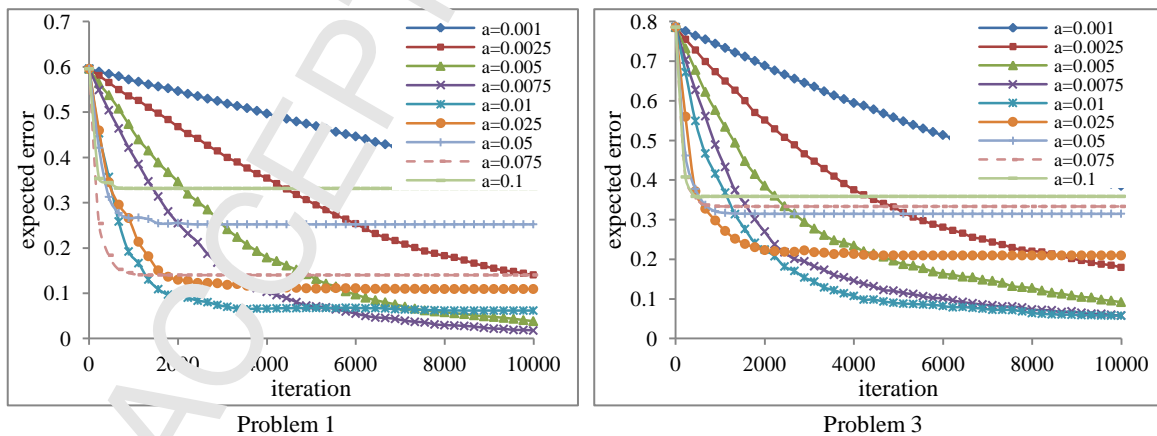 0.7
0.6
0.5
0.4
0.3
0.2
0.1
0
expected error
0 2000 4000 6000 8000 10000
iteration
a=0.001
a=0.0025
a=0.005
a=0.0075
a=0.01
a=0.025
a=0.05
a=0.075
a=0.1
Problem 1
0.8
0.7
0.6
0.5
0.4
0.3
0.2
0.1
0
expected error
0 2000 4000 6000 8000 10000
iteration
a=0.001
a=0.0025
a=0.005
a=0.0075
a=0.01
a=0.025
a=0.05
a=0.075
a=0.1
Problem 3
ACCEPT